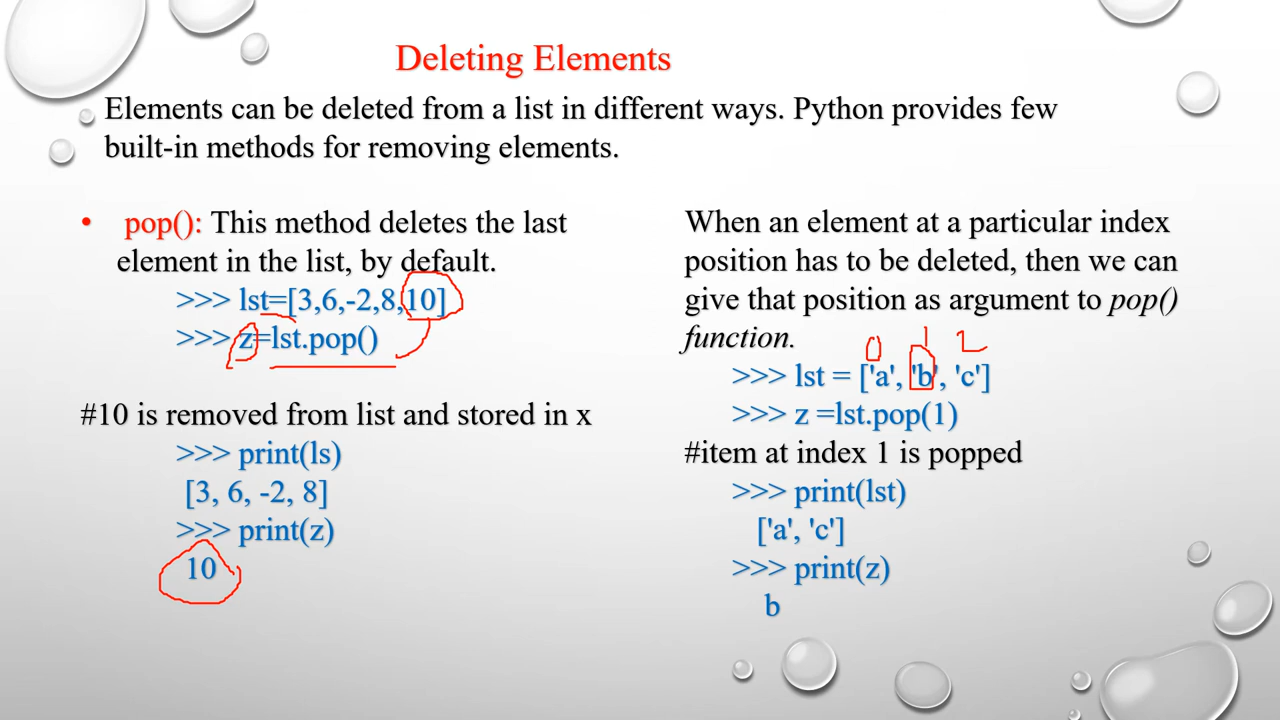 Deleting Elements
Elements can be deleted from a list in different ways. Python provides few
built-in methods for removing elements.
• pop(): This method deletes the last
element in the list, by default.
>>> lst=[3,6,-2,8,10]
>>> z=lst.pop()
#10 is removed from list and stored in x
>>> print(ls)
[3, 6, -2, 8]
>>> print(z)
10
When an element at a particular index
position has to be deleted, then we can
give that position as argument to pop()
function.
0 1 2
>>> lst = ['a', 'b', 'c']
>>> z =lst.pop(1)
#item at index 1 is popped
>>> print(lst)
['a', 'c']
>>> print(z)
b